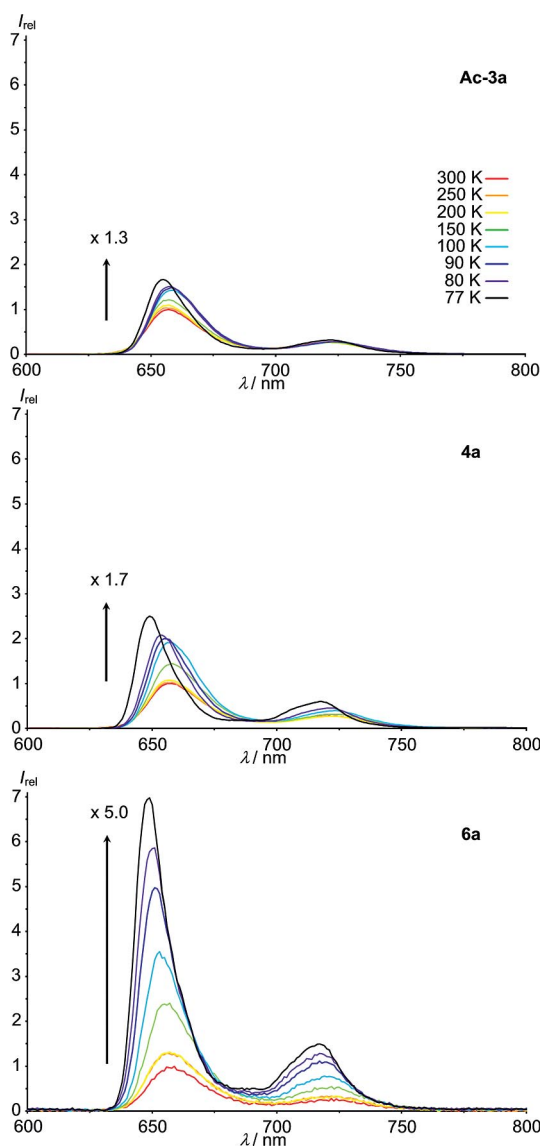 I_rel
7
Ac-3a
6
5
4
300 K
250 K
200 K
3
150 K
x 1.3
100 K
90 K
2
80 K
77 K
1
0
600 650 700 750 800
λ / nm
I_rel
7
4a
6
5
4
x 1.7
3
2
1
0
600 650 700 750 800
λ / nm
I_rel
7
x 5.0
6a
6
5
4
3
2
1
0
600 650 700 750 800
λ / nm